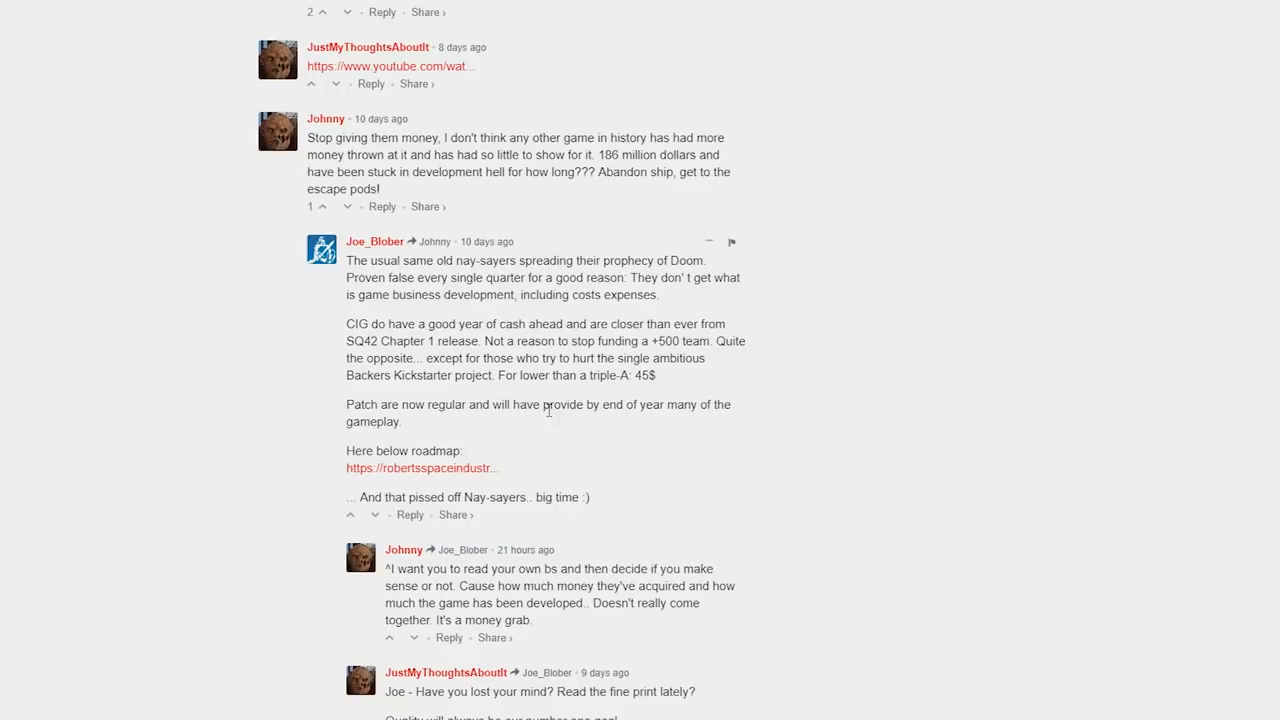 2 Reply Share ›
JustMyThoughtsAboutIt • 8 days ago
https://www.youtube.com/wat...
Reply Share ›
Johnny • 10 days ago
Stop giving them money, I don't think any other game in history has had more
money thrown at it and has had so little to show for it. 186 million dollars and
have been stuck in development hell for how long??? Abandon ship, get to the
escape pods!
1 Reply Share ›
Joe_Blober Johnny • 10 days ago
The usual same old nay-sayers spreading their prophecy of Doom.
Proven false every single quarter for a good reason: They don' t get what
is game business development, including costs expenses.
CIG do have a good year of cash ahead and are closer than ever from
SQ42 Chapter 1 release. Not a reason to stop funding a +500 team. Quite
the opposite... except for those who try to hurt the single ambitious
Backers Kickstarter project. For lower than a triple-A: 45$
Patch are now regular and will have provide by end of year many of the
gameplay.
Here below roadmap:
https://robertsspaceindustr...
... And that pissed off Nay-sayers.. big time :)
Reply Share ›
Johnny Joe_Blober • 21 hours ago
^I want you to read your own bs and then decide if you make
sense or not. Cause how much money they've acquired and how
much the game has been developed.. Doesn't really come
together. It's a money grab.
Reply Share ›
JustMyThoughtsAboutIt Joe_Blober • 9 days ago
Joe - Have you lost your mind? Read the fine print lately?
Quality will always be our number one goal